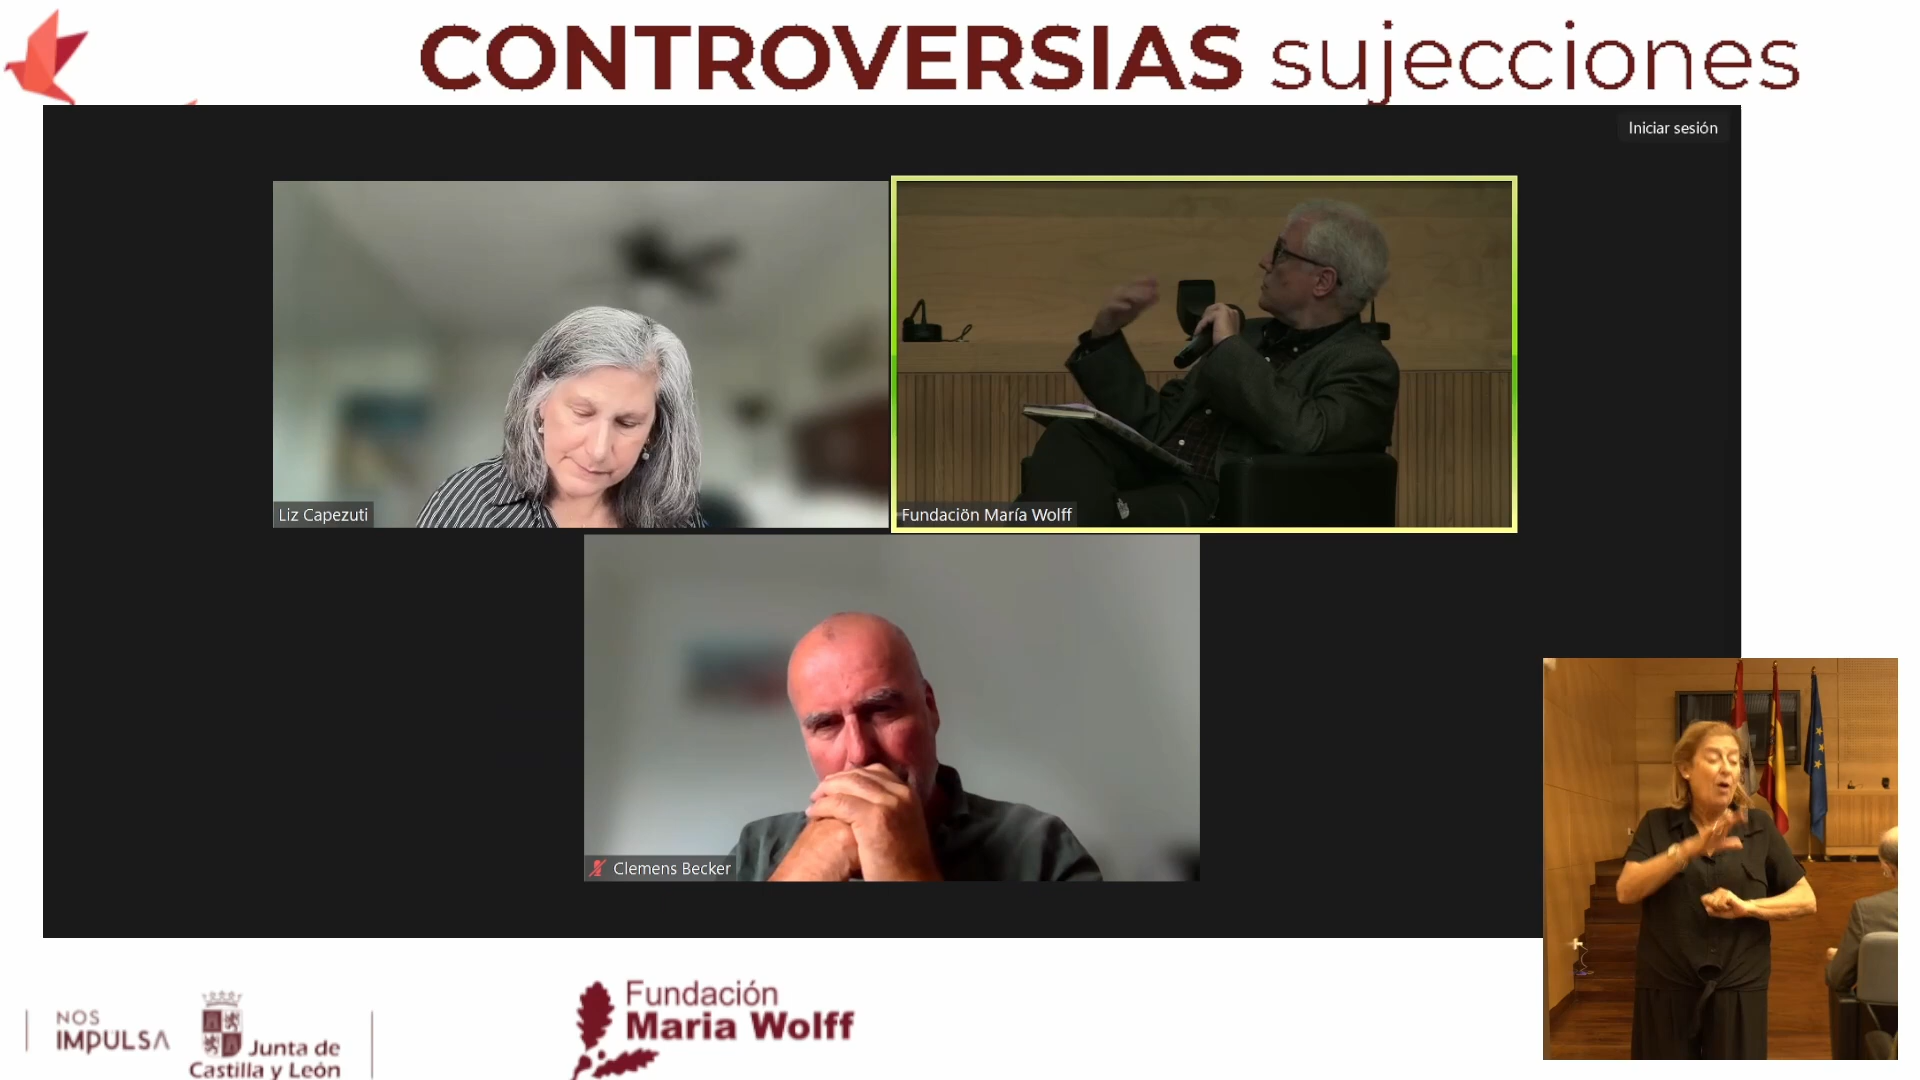 CONTROVERSIAS sujecciones
Iniciar sesión
Liz Capezuti
Fundaciön María Wolff
Clemens Becker
NOS
IMPULSA
Junta de
Castilla y León
Fundación
Maria Wolff